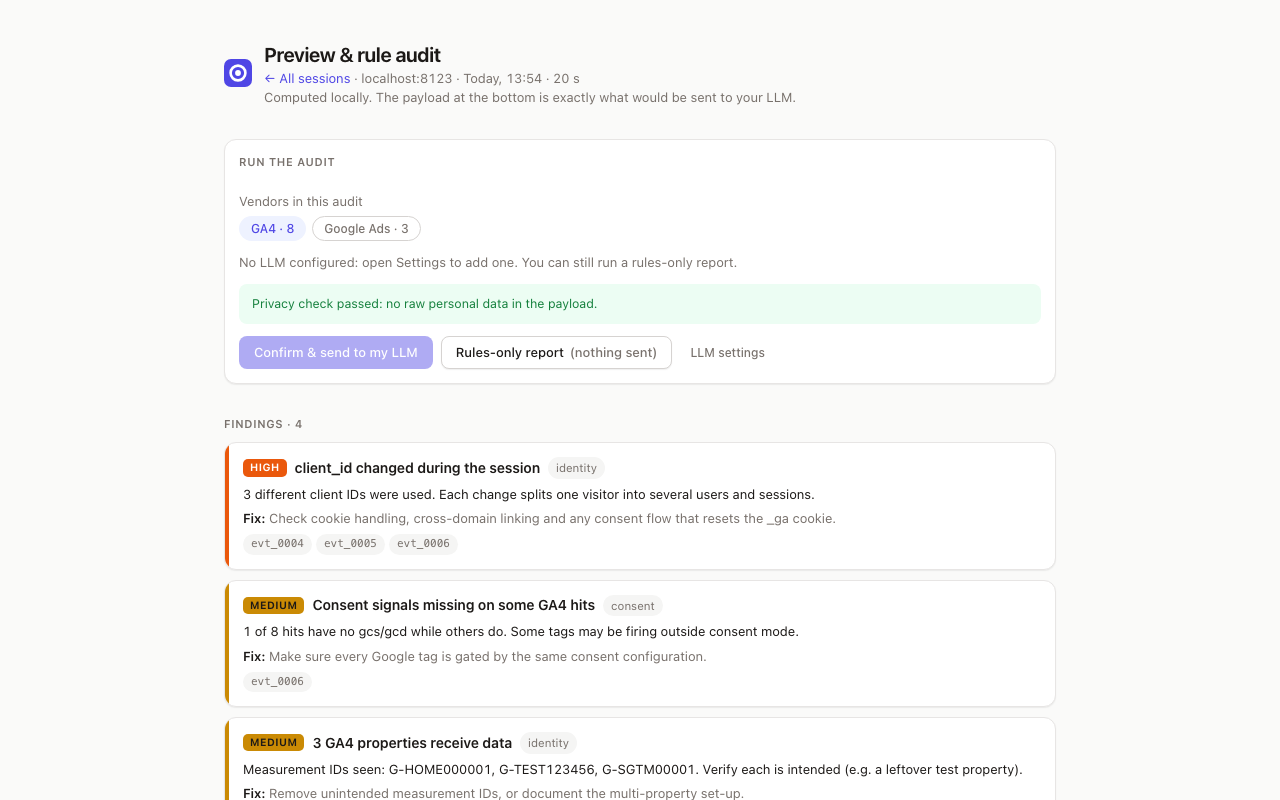 Preview & rule audit
← All sessions · localhost:8123 · Today, 13:54 · 20 s
Computed locally. The payload at the bottom is exactly what would be sent to your LLM.
RUN THE AUDIT
Vendors in this audit
GA4 · 8 Google Ads · 3
No LLM configured: open Settings to add one. You can still run a rules-only report.
Privacy check passed: no raw personal data in the payload.
Confirm & send to my LLM Rules-only report (nothing sent) LLM settings
FINDINGS · 4
HIGH client_id changed during the session identity
3 different client IDs were used. Each change splits one visitor into several users and sessions.
Fix: Check cookie handling, cross-domain linking and any consent flow that resets the _ga cookie.
evt_0004 evt_0005 evt_0006
MEDIUM Consent signals missing on some GA4 hits consent
1 of 8 hits have no gcs/gcd while others do. Some tags may be firing outside consent mode.
Fix: Make sure every Google tag is gated by the same consent configuration.
evt_0006
MEDIUM 3 GA4 properties receive data identity
Measurement IDs seen: G-HOME000001, G-TEST123456, G-SGTM00001. Verify each is intended (e.g. a leftover test property).
Fix: Remove unintended measurement IDs, or document the multi-property set-up.